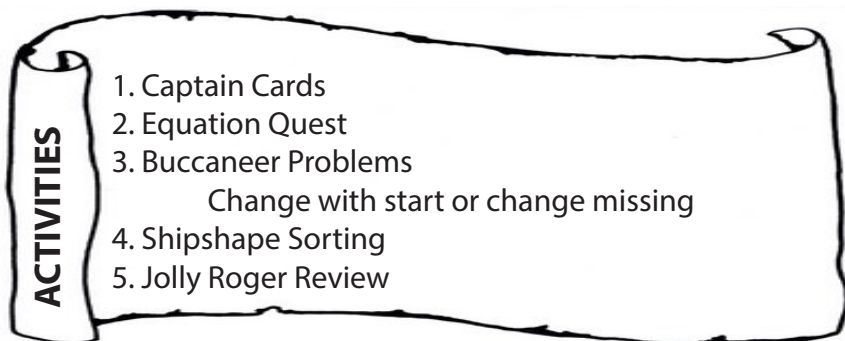 ACTIVITIES
1. Captain Cards
2. Equation Quest
3. Buccaneer Problems
Change with start or change missing
4. Shipshape Sorting
5. Jolly Roger Review